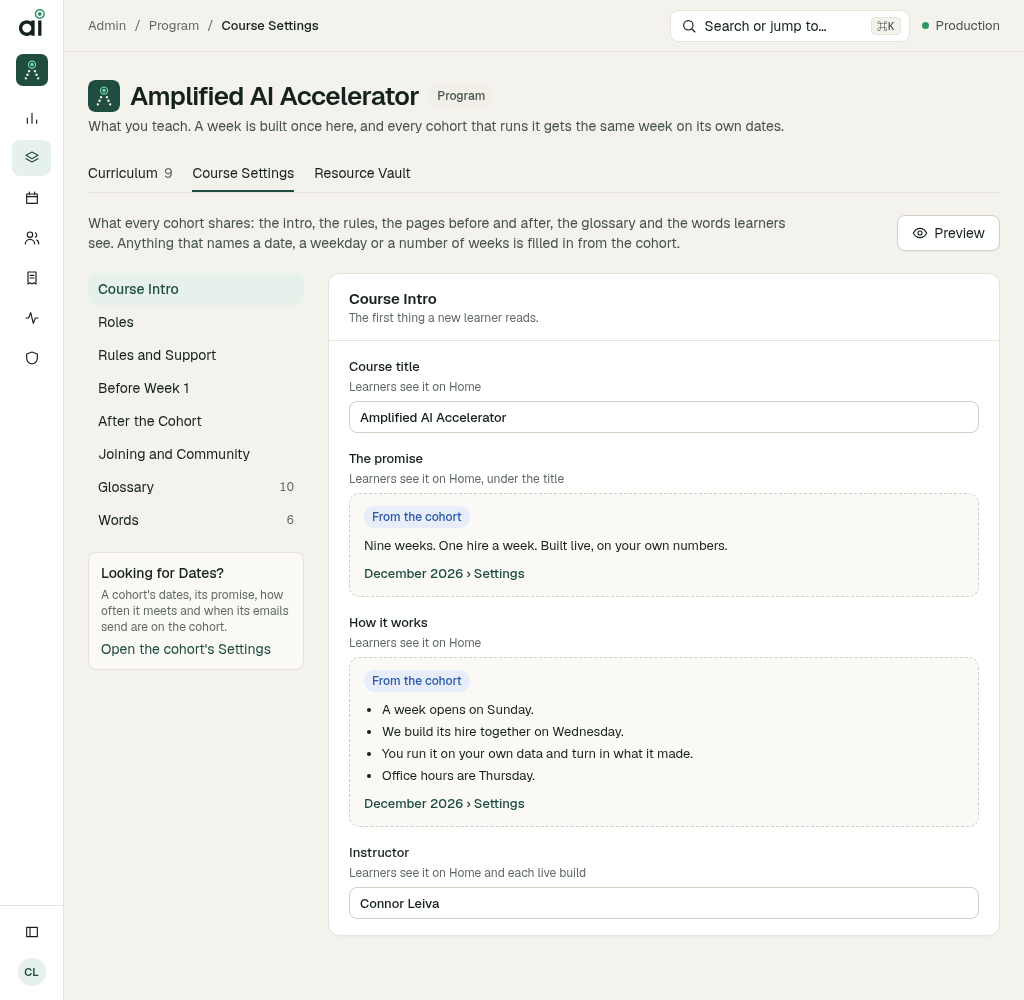 ai
Admin / Program / Course Settings
Search or jump to… ⌘K
Production
Amplified AI Accelerator Program
What you teach. A week is built once here, and every cohort that runs it gets the same week on its own dates.
Curriculum 9 Course Settings Resource Vault
What every cohort shares: the intro, the rules, the pages before and after, the glossary and the words learners
see. Anything that names a date, a weekday or a number of weeks is filled in from the cohort.
Preview
Course Intro
Roles
Rules and Support
Before Week 1
After the Cohort
Joining and Community
Glossary 10
Words 6
Looking for Dates?
A cohort's dates, its promise, how
often it meets and when its emails
send are on the cohort.
Open the cohort's Settings
Course Intro
The first thing a new learner reads.
Course title
Learners see it on Home
Amplified AI Accelerator
The promise
Learners see it on Home, under the title
From the cohort
Nine weeks. One hire a week. Built live, on your own numbers.
December 2026 › Settings
How it works
Learners see it on Home
From the cohort
• A week opens on Sunday.
• We build its hire together on Wednesday.
• You run it on your own data and turn in what it made.
• Office hours are Thursday.
December 2026 › Settings
Instructor
Learners see it on Home and each live build
Connor Leiva
CL